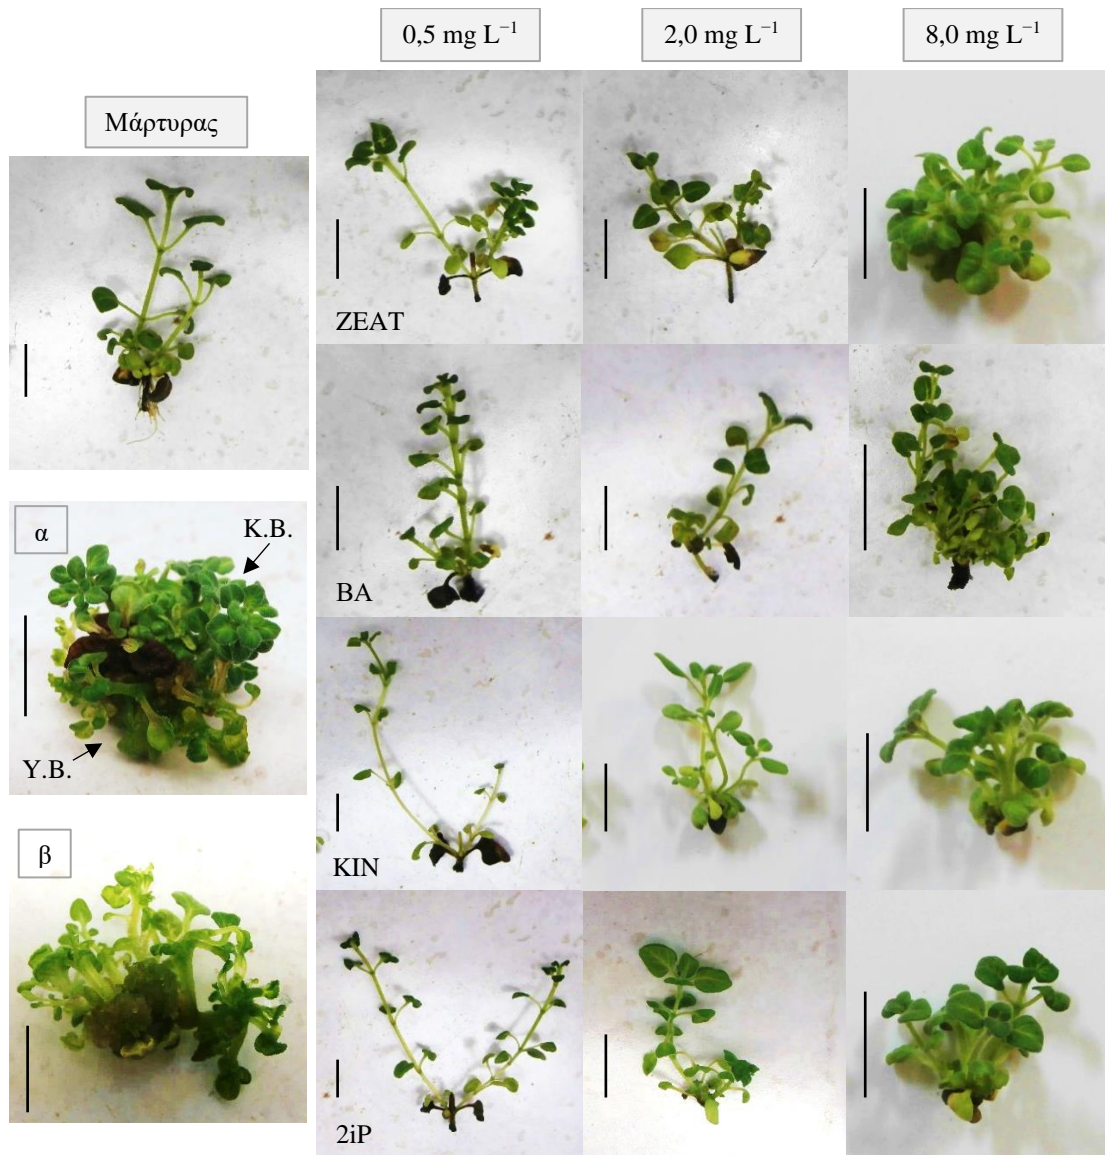 0,5 mg L⁻¹
2,0 mg L⁻¹
8,0 mg L⁻¹
Μάρτυρας
ZEAT
α
Κ.Β.
BA
Υ.Β.
KIN
β
2iP